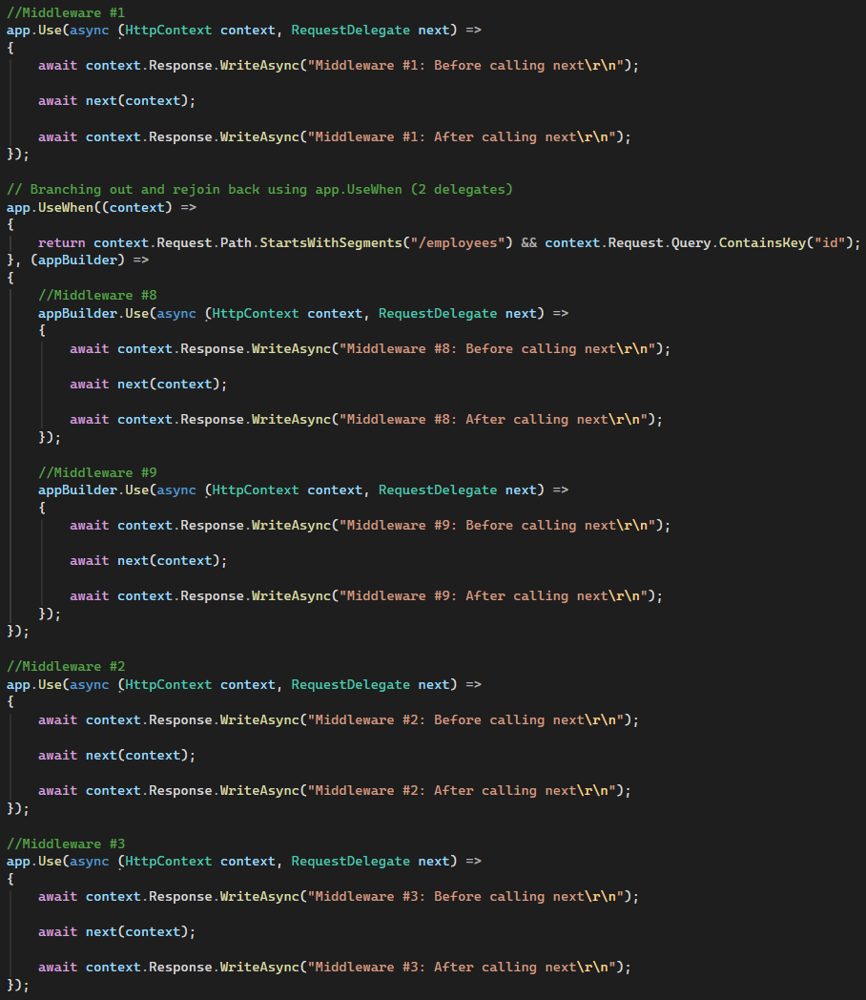 //Middleware #1
app.Use(async (HttpContext context, RequestDelegate next) =>
{
    await context.Response.WriteAsync("Middleware #1: Before calling next\r\n");

    await next(context);

    await context.Response.WriteAsync("Middleware #1: After calling next\r\n");
});

// Branching out and rejoin back using app.UseWhen (2 delegates)
app.UseWhen((context) =>
{
    return context.Request.Path.StartsWithSegments("/employees") && context.Request.Query.ContainsKey("id");
}, (appBuilder) =>
{
    //Middleware #8
    appBuilder.Use(async (HttpContext context, RequestDelegate next) =>
    {
        await context.Response.WriteAsync("Middleware #8: Before calling next\r\n");

        await next(context);

        await context.Response.WriteAsync("Middleware #8: After calling next\r\n");
    });

    //Middleware #9
    appBuilder.Use(async (HttpContext context, RequestDelegate next) =>
    {
        await context.Response.WriteAsync("Middleware #9: Before calling next\r\n");

        await next(context);

        await context.Response.WriteAsync("Middleware #9: After calling next\r\n");
    });
});

//Middleware #2
app.Use(async (HttpContext context, RequestDelegate next) =>
{
    await context.Response.WriteAsync("Middleware #2: Before calling next\r\n");

    await next(context);

    await context.Response.WriteAsync("Middleware #2: After calling next\r\n");
});

//Middleware #3
app.Use(async (HttpContext context, RequestDelegate next) =>
{
    await context.Response.WriteAsync("Middleware #3: Before calling next\r\n");

    await next(context);

    await context.Response.WriteAsync("Middleware #3: After calling next\r\n");
});